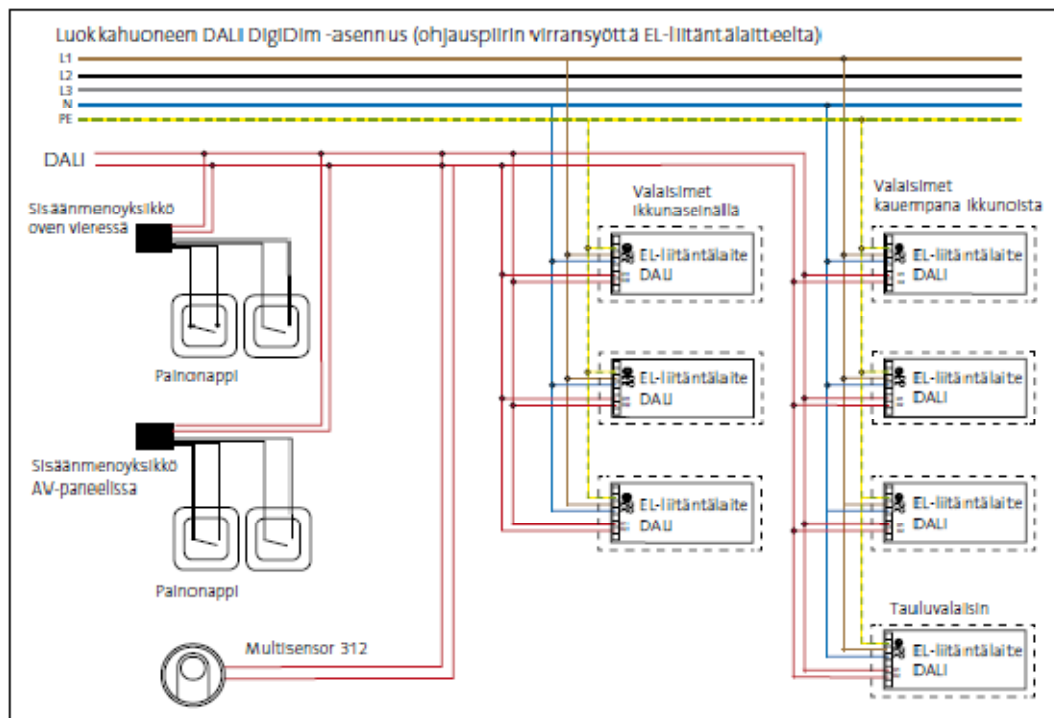 Luokkahuoneen DALI DigiDim -asennus (ohjauspiirin virransyöttä EL-liitäntälaitteelta)
L1
L2
L3
N
PE
DALI
Sisäänmenoyksikkö
oven vieressä
Painonappi
Sisäänmenoyksikkö
AV-paneelissa
Painonappi
Multisensor 312
Valaisimet
ikkunaseinällä
EL-liitäntälaite
DALI
EL-liitäntälaite
DALI
EL-liitäntälaite
DALI
Valaisimet
kauempana ikkunoista
EL-liitäntälaite
DALI
EL-liitäntälaite
DALI
EL-liitäntälaite
DALI
Tauluvalaisin
EL-liitäntälaite
DALI